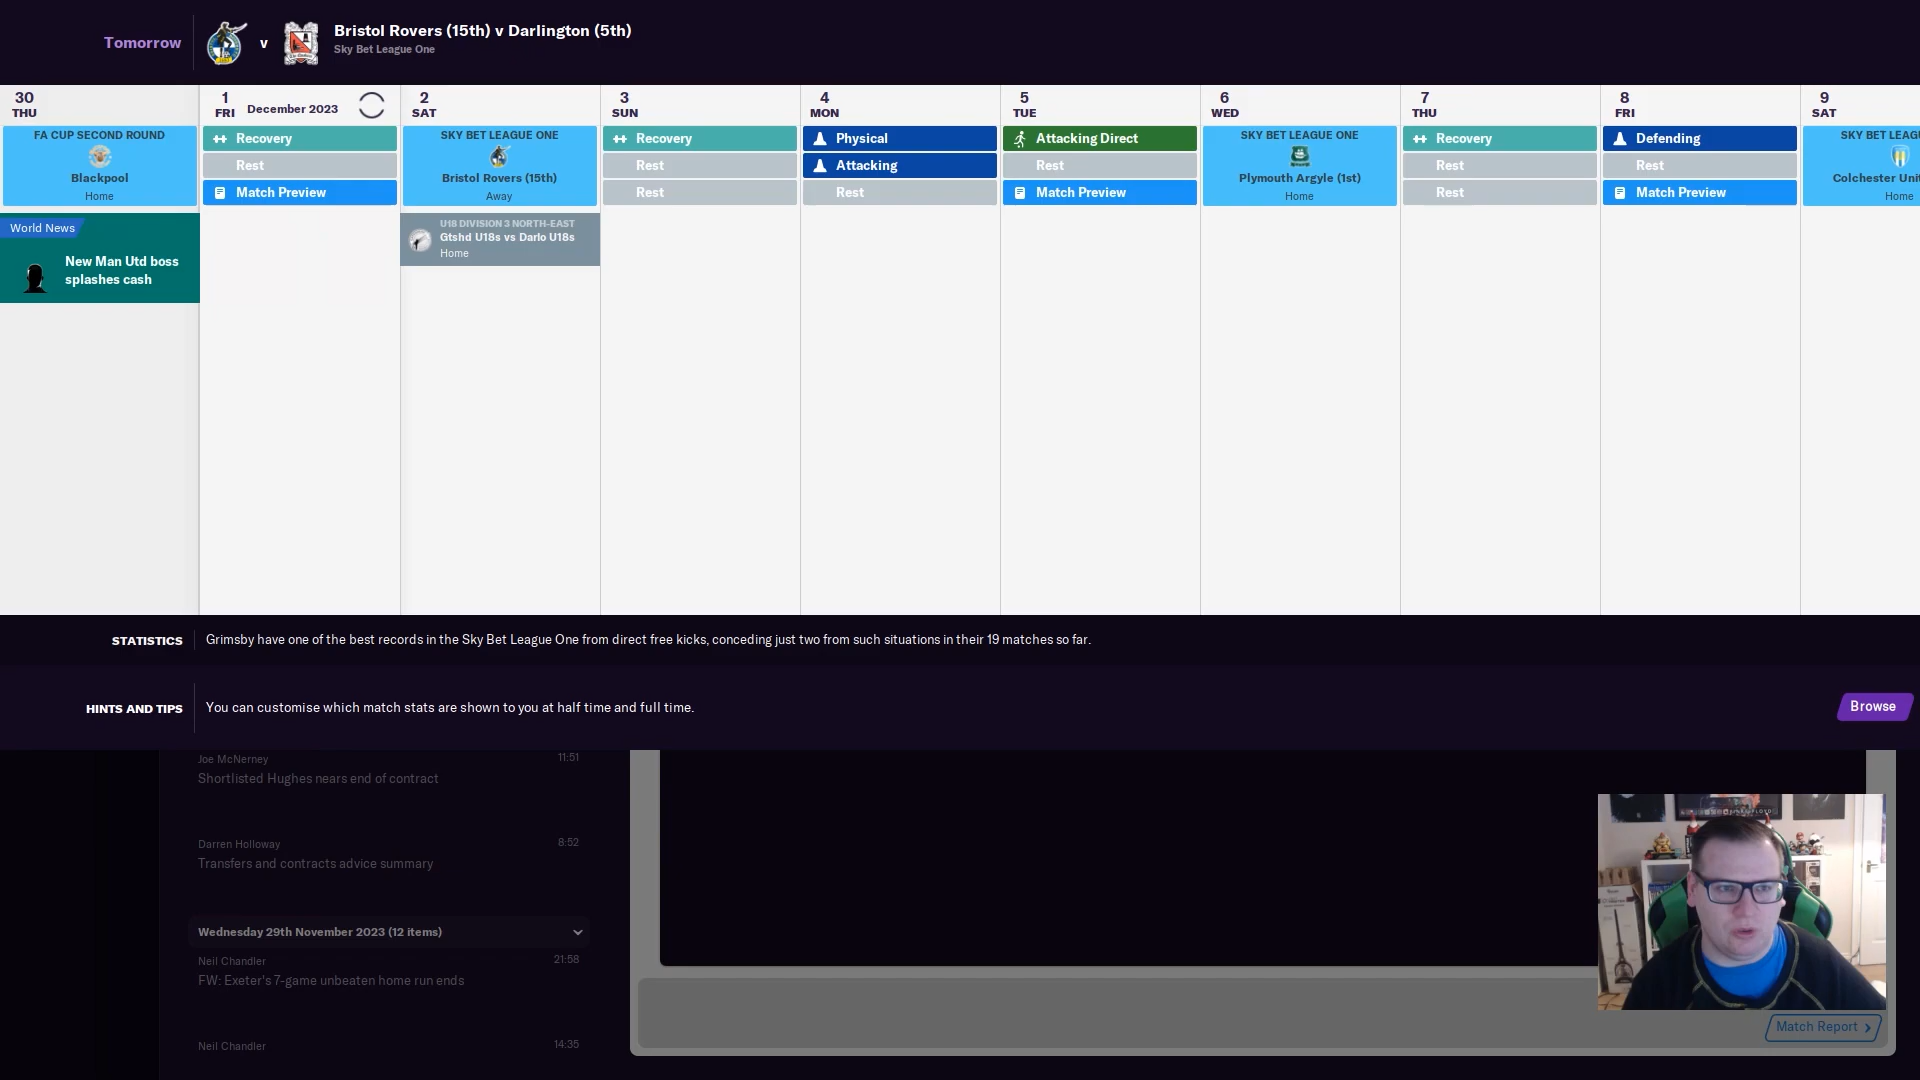 Tomorrow
v
Bristol Rovers (15th) v Darlington (5th)
Sky Bet League One
30
THU
1
FRI
December 2023
2
SAT
3
SUN
4
MON
5
TUE
6
WED
7
THU
8
FRI
9
SAT
FA CUP SECOND ROUND
Blackpool
Home
Recovery
Rest
Match Preview
SKY BET LEAGUE ONE
Bristol Rovers (15th)
Away
Recovery
Rest
Rest
Physical
Attacking
Rest
Attacking Direct
Rest
Match Preview
SKY BET LEAGUE ONE
Plymouth Argyle (1st)
Home
Recovery
Rest
Rest
Defending
Rest
Match Preview
SKY BET LEAGU
Colchester Unit
Home
World News
New Man Utd boss
splashes cash
U18 DIVISION 3 NORTH-EAST
Gtshd U18s vs Darlo U18s
Home
STATISTICS
Grimsby have one of the best records in the Sky Bet League One from direct free kicks, conceding just two from such situations in their 19 matches so far.
HINTS AND TIPS
You can customise which match stats are shown to you at half time and full time.
Browse
Joe McNerney
11:51
Shortlisted Hughes nears end of contract
Darren Holloway
8:52
Transfers and contracts advice summary
Wednesday 29th November 2023 (12 items)
Neil Chandler
21:58
FW: Exeter's 7-game unbeaten home run ends
Neil Chandler
14:35
Match Report